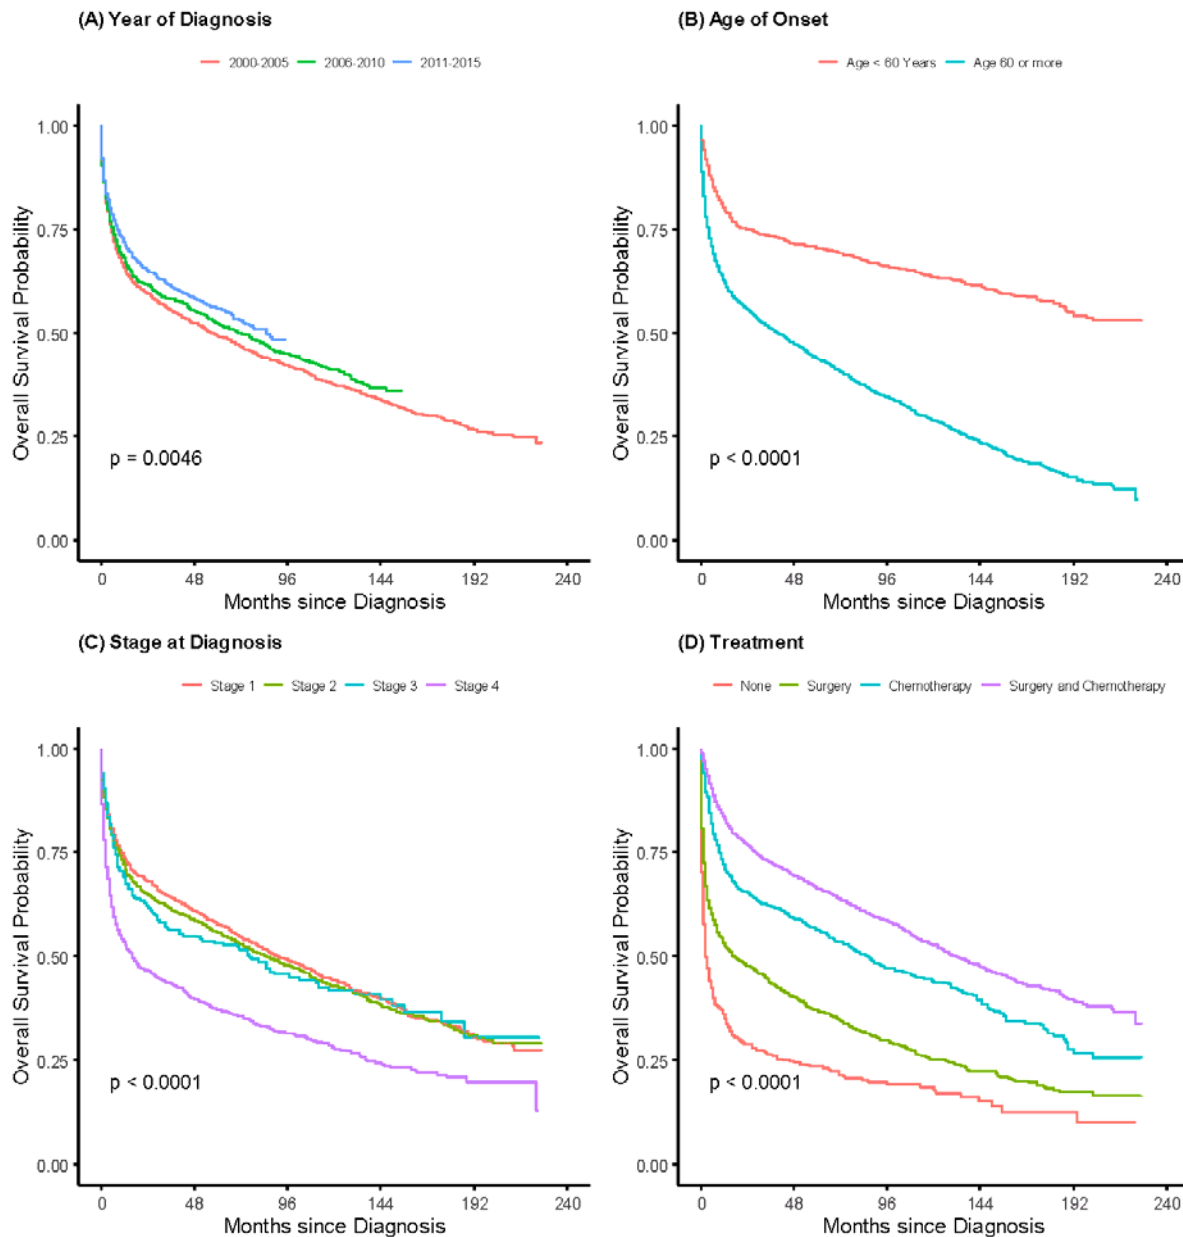 (A) Year of Diagnosis
2000-2005 2006-2010 2011-2015
1.00
0.75
0.50
0.25
0.00
Overall Survival Probability
p = 0.0046
0 48 96 144 192 240
Months since Diagnosis
(B) Age of Onset
Age < 60 Years Age 60 or more
1.00
0.75
0.50
0.25
0.00
Overall Survival Probability
p < 0.0001
0 48 96 144 192 240
Months since Diagnosis
(C) Stage at Diagnosis
Stage 1 Stage 2 Stage 3 Stage 4
1.00
0.75
0.50
0.25
0.00
Overall Survival Probability
p < 0.0001
0 48 96 144 192 240
Months since Diagnosis
(D) Treatment
None Surgery Chemotherapy Surgery and Chemotherapy
1.00
0.75
0.50
0.25
0.00
Overall Survival Probability
p < 0.0001
0 48 96 144 192 240
Months since Diagnosis